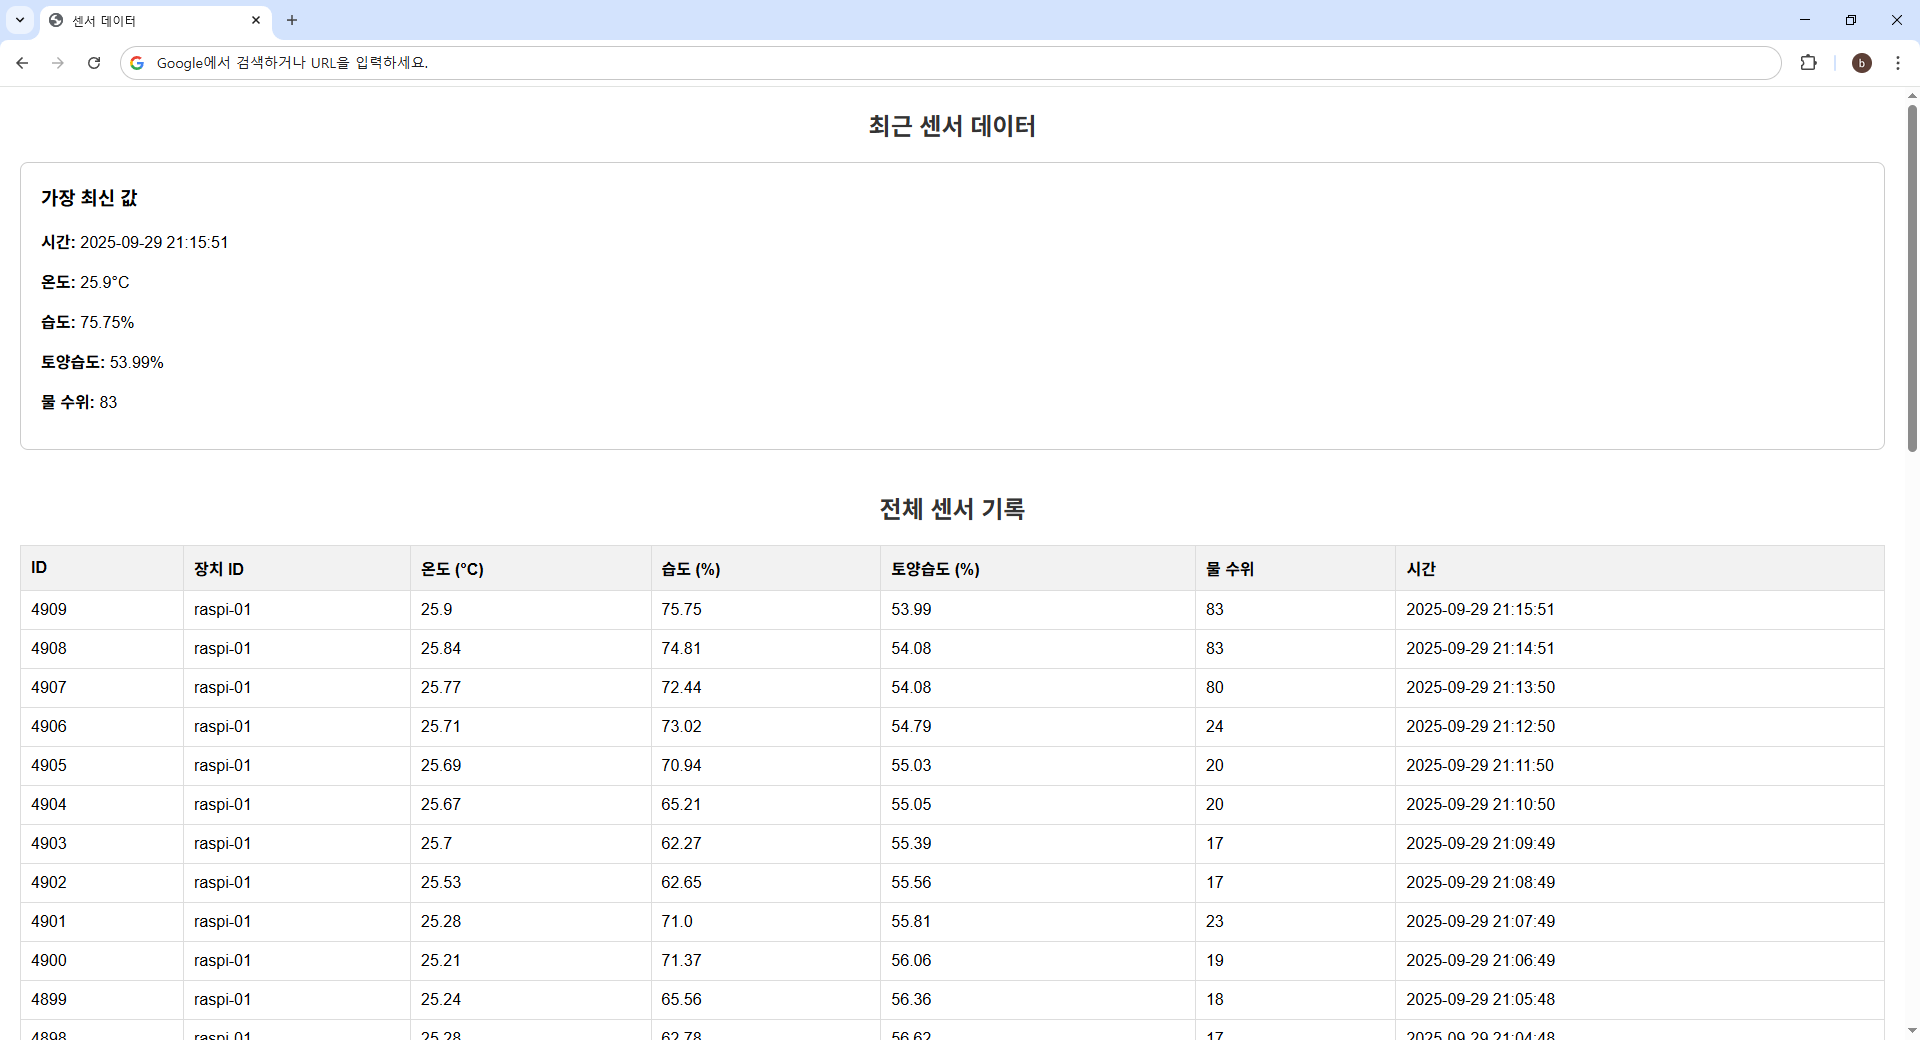 센서 데이터
Google에서 검색하거나 URL을 입력하세요.
b
최근 센서 데이터
가장 최신 값
시간: 2025-09-29 21:15:51
온도: 25.9°C
습도: 75.75%
토양습도: 53.99%
물 수위: 83
전체 센서 기록
ID 장치 ID 온도 (°C) 습도 (%) 토양습도 (%) 물 수위 시간
4909 raspi-01 25.9 75.75 53.99 83 2025-09-29 21:15:51
4908 raspi-01 25.84 74.81 54.08 83 2025-09-29 21:14:51
4907 raspi-01 25.77 72.44 54.08 80 2025-09-29 21:13:50
4906 raspi-01 25.71 73.02 54.79 24 2025-09-29 21:12:50
4905 raspi-01 25.69 70.94 55.03 20 2025-09-29 21:11:50
4904 raspi-01 25.67 65.21 55.05 20 2025-09-29 21:10:50
4903 raspi-01 25.7 62.27 55.39 17 2025-09-29 21:09:49
4902 raspi-01 25.53 62.65 55.56 17 2025-09-29 21:08:49
4901 raspi-01 25.28 71.0 55.81 23 2025-09-29 21:07:49
4900 raspi-01 25.21 71.37 56.06 19 2025-09-29 21:06:49
4899 raspi-01 25.24 65.56 56.36 18 2025-09-29 21:05:48
4898 raspi-01 25.28 62.78 56.62 17 2025-09-29 21:04:48